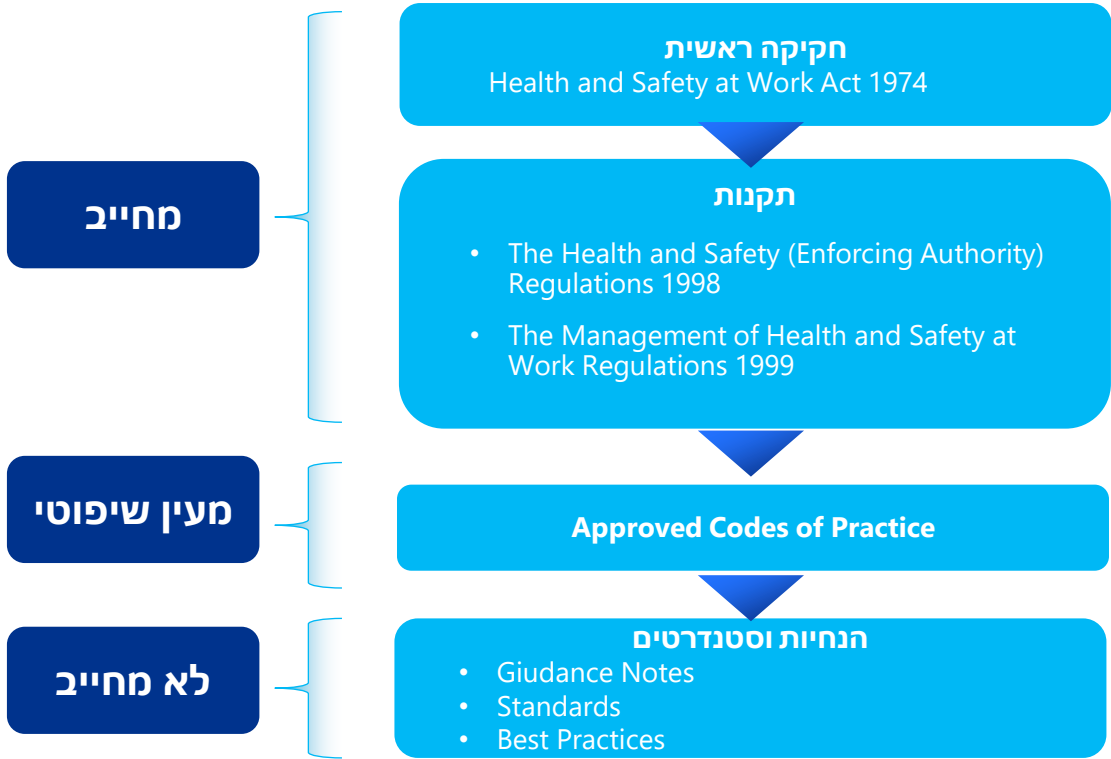 חקיקה ראשית
Health and Safety at Work Act 1974
מחייב
תקנות
• The Health and Safety (Enforcing Authority)
Regulations 1998
• The Management of Health and Safety at
Work Regulations 1999
מעין שיפוטי
Approved Codes of Practice
לא מחייב
הנחיות וסטנדרטים
• Giudance Notes
• Standards
• Best Practices